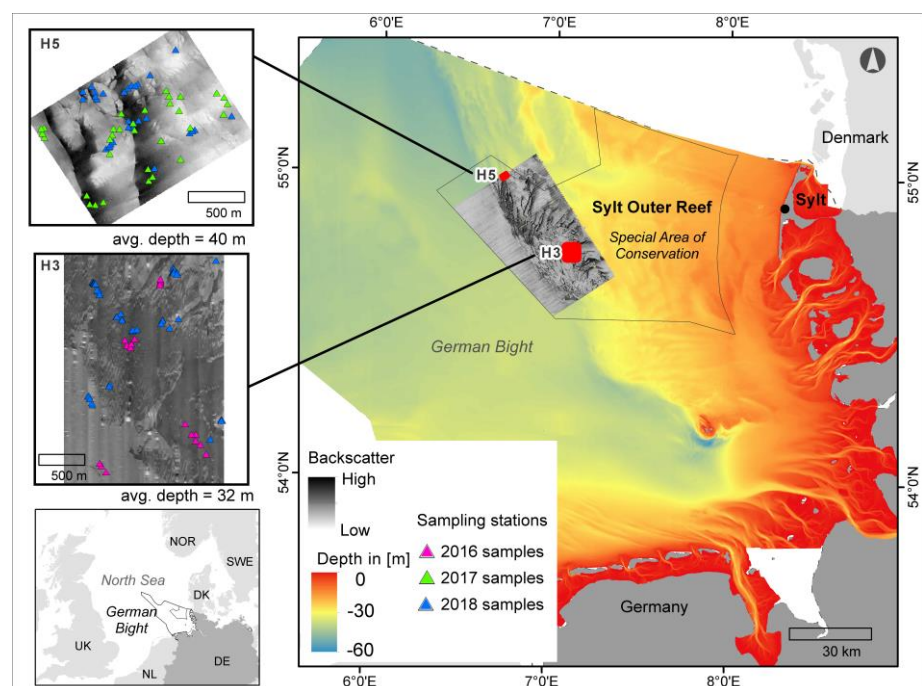 H5
500 m
avg. depth = 40 m
H3
500 m
avg. depth = 32 m
NOR
SWE
North Sea
DK
German
Bight
UK
NL
DE
6°0'E
7°0'E
8°0'E
55°0'N
55°0'N
54°0'N
54°0'N
Denmark
Sylt
H5
Sylt Outer Reef
Special Area of
Conservation
H3
German Bight
Backscatter
High
Low
Depth in [m]
0
-30
-60
Sampling stations
2016 samples
2017 samples
2018 samples
Germany
30 km
6°0'E
7°0'E
8°0'E